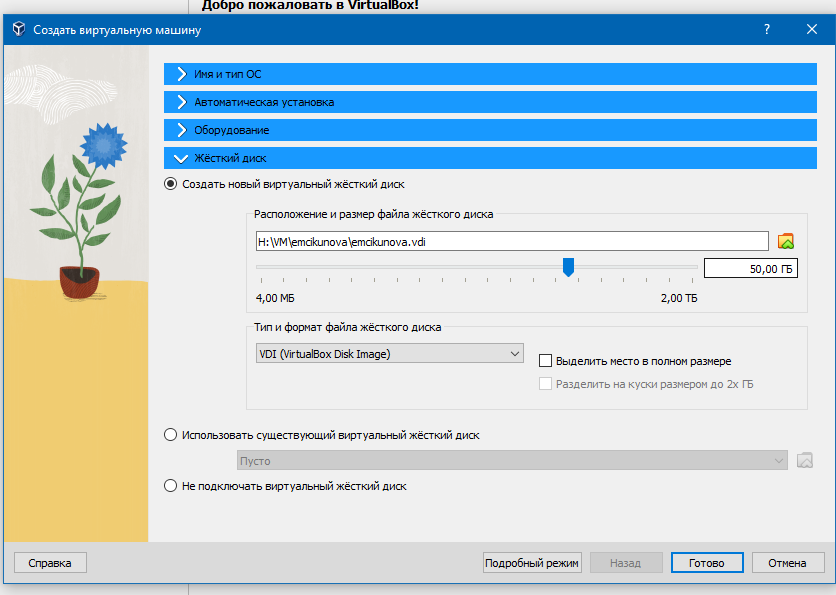 Добро пожаловать в VirtualBox!
Создать виртуальную машину
?
Имя и тип ОС
Автоматическая установка
Оборудование
Жёсткий диск
Создать новый виртуальный жёсткий диск
Расположение и размер файла жёсткого диска
H:\VM\emcikunova\emcikunova.vdi
50,00 ГБ
4,00 МБ 2,00 ТБ
Тип и формат файла жёсткого диска
VDI (VirtualBox Disk Image)
Выделить место в полном размере
Разделить на куски размером до 2х ГБ
Использовать существующий виртуальный жёсткий диск
Пусто
Не подключать виртуальный жёсткий диск
Справка Подробный режим Назад Готово Отмена